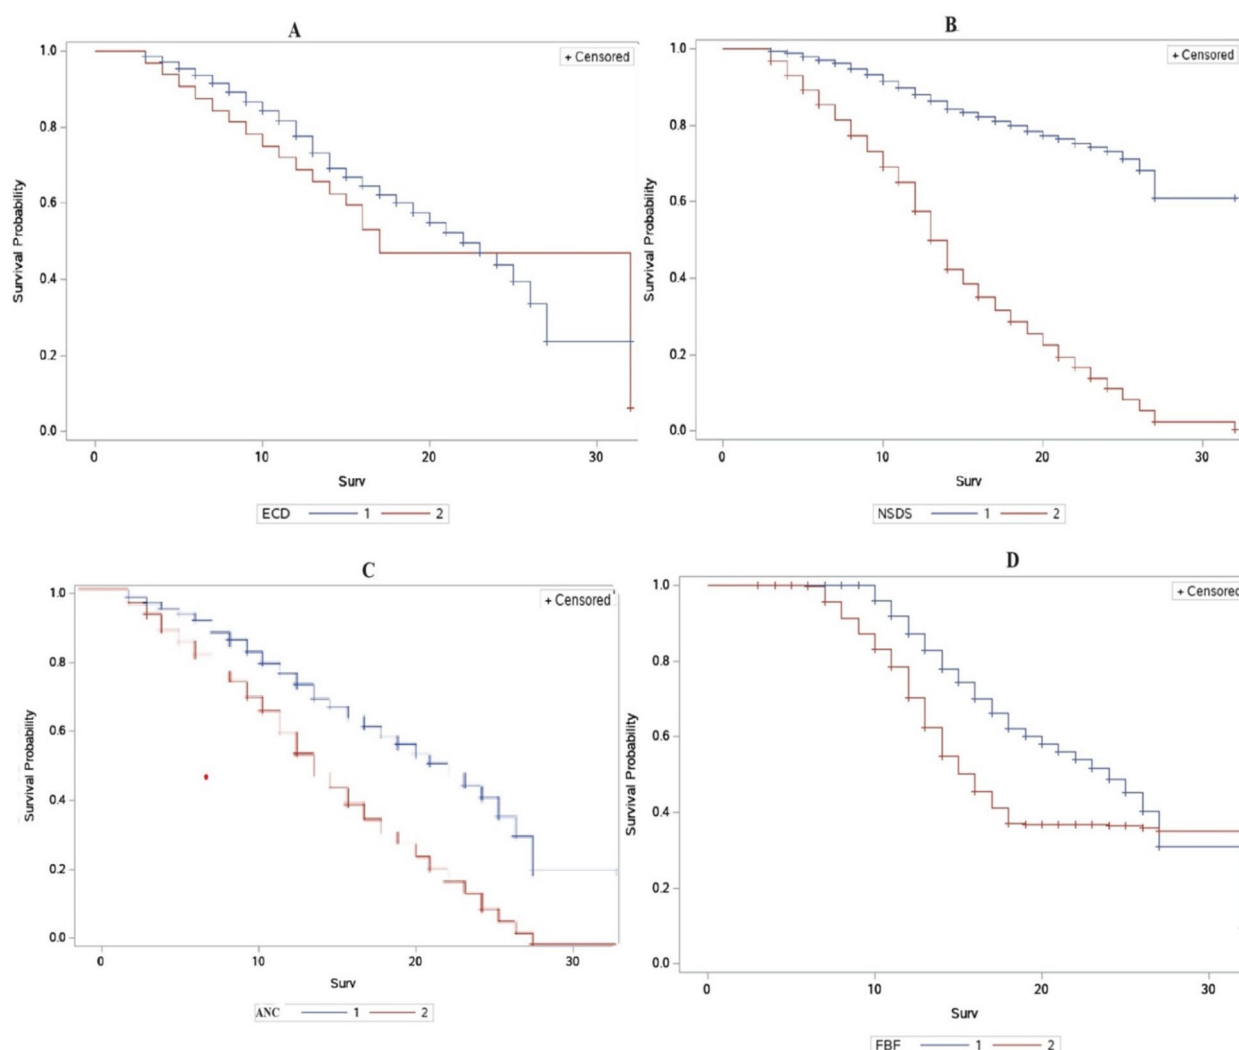 A
+ Censored
1.0
0.8
0.6
0.4
0.2
0.0
Survival Probability
0 10 20 30
Surv
ECD 1 2
B
+ Censored
1.0
0.8
0.6
0.4
0.2
0.0
Survival Probability
0 10 20 30
Surv
NSDS 1 2
C
+ Censored
1.0
0.8
0.6
0.4
0.2
0.0
Survival Probability
0 10 20 30
Surv
ANC 1 2
D
+ Censored
1.0
0.8
0.6
0.4
0.2
0.0
Survival Probability
0 10 20 30
Surv
FBF 1 2